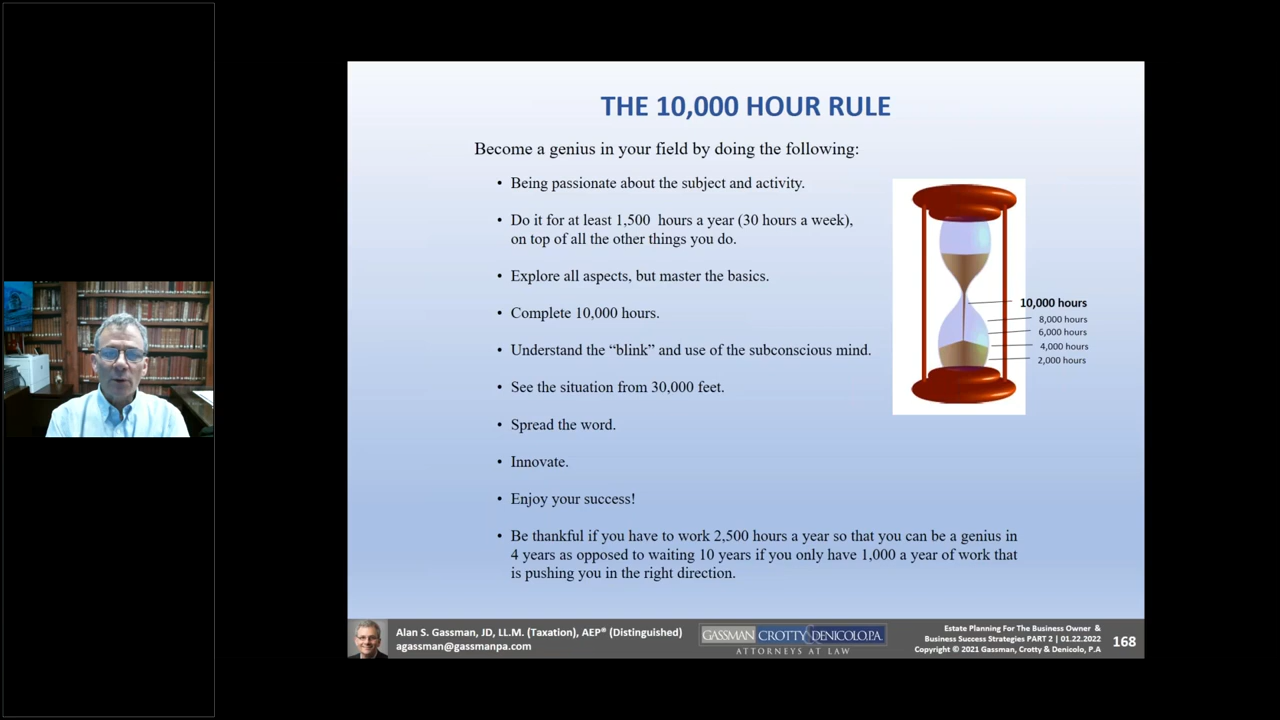 THE 10,000 HOUR RULE
Become a genius in your field by doing the following:
• Being passionate about the subject and activity.
• Do it for at least 1,500 hours a year (30 hours a week),
on top of all the other things you do.
• Explore all aspects, but master the basics.
• Complete 10,000 hours.
• Understand the “blink” and use of the subconscious mind.
• See the situation from 30,000 feet.
• Spread the word.
• Innovate.
• Enjoy your success!
• Be thankful if you have to work 2,500 hours a year so that you can be a genius in
4 years as opposed to waiting 10 years if you only have 1,000 a year of work that
is pushing you in the right direction.
10,000 hours
8,000 hours
6,000 hours
4,000 hours
2,000 hours
Alan S. Gassman, JD, LL.M. (Taxation), AEP® (Distinguished)
agassman@gassmanpa.com
GASSMAN CROTTY & DENICOLO, P.A.
ATTORNEYS AT LAW
Estate Planning For The Business Owner &
Business Success Strategies PART 2 | 01.22.2022
Copyright © 2021 Gassman, Crotty & Denicolo, P.A
168